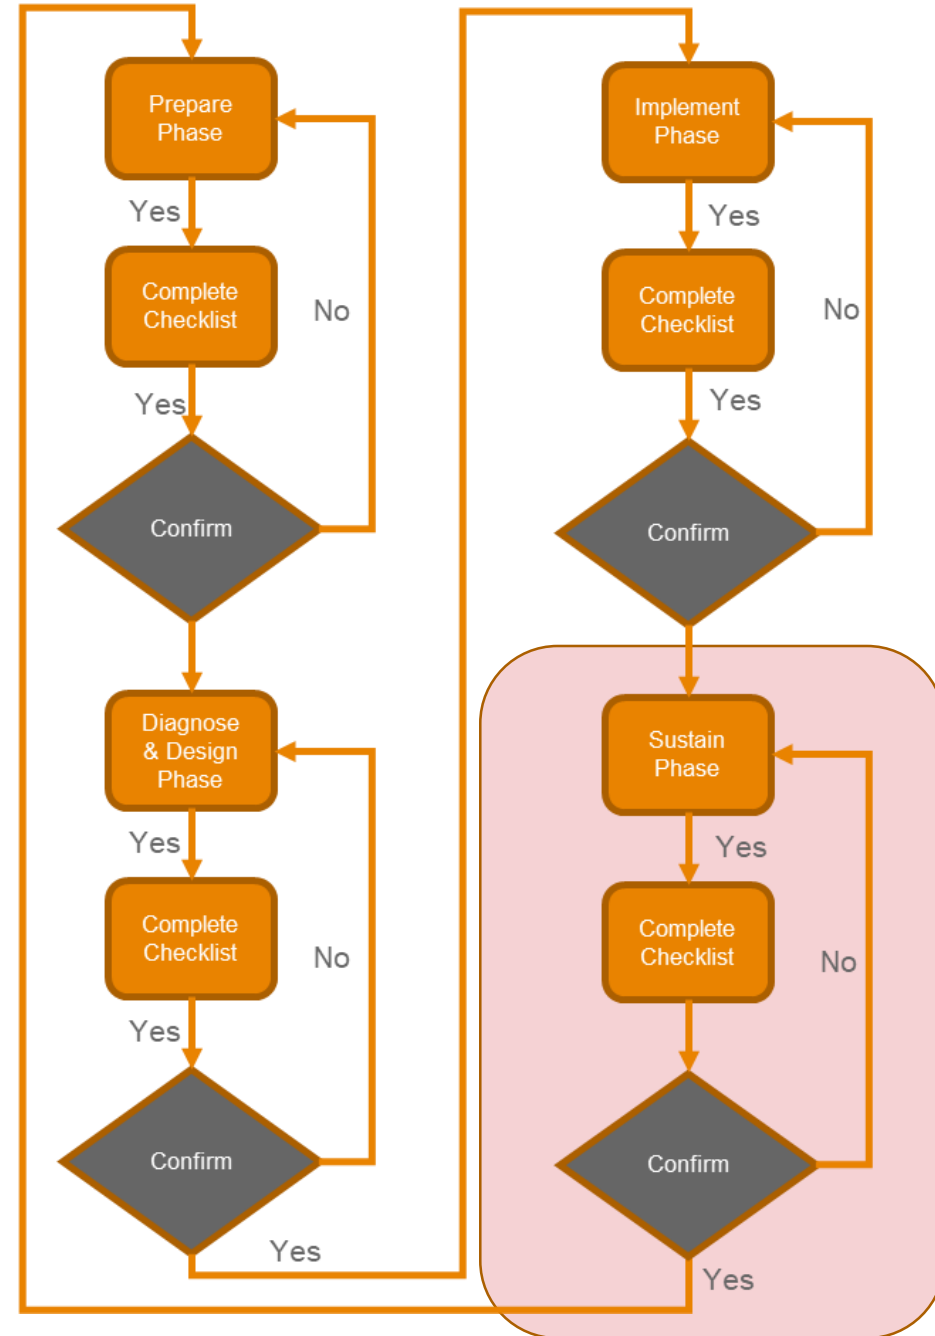 Prepare
Phase
Yes
Complete
Checklist
No
Yes
Confirm
Diagnose
& Design
Phase
Yes
Complete
Checklist
No
Yes
Confirm
Yes
Implement
Phase
Yes
Complete
Checklist
No
Yes
Confirm
Sustain
Phase
Yes
Complete
Checklist
No
Confirm
Yes